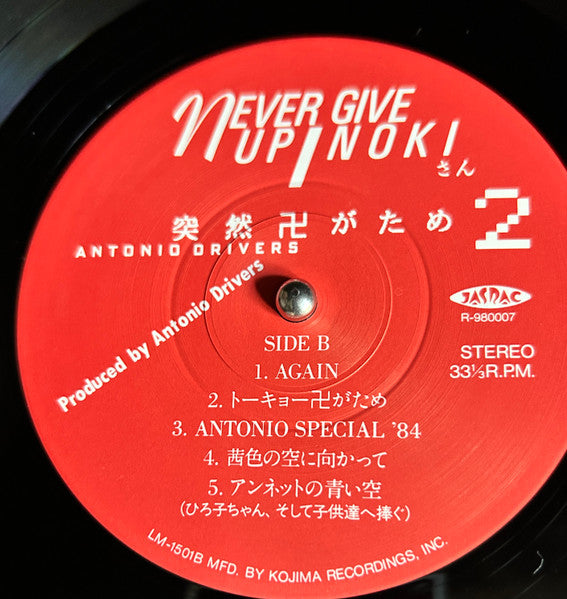 NEVER GIVE
UP INOKI
さん
突然卍がため 2
ANTONIO DRIVERS
Produced by Antonio Drivers
JASRAC
R-980007
SIDE B
STEREO
33⅓R.P.M.
1. AGAIN
2. トーキョー卍がため
3. ANTONIO SPECIAL '84
4. 茜色の空に向かって
5. アンネットの青い空
(ひろ子ちゃん、そして子供達へ捧ぐ)
LM-1501B MFD. BY KOJIMA RECORDINGS, INC.